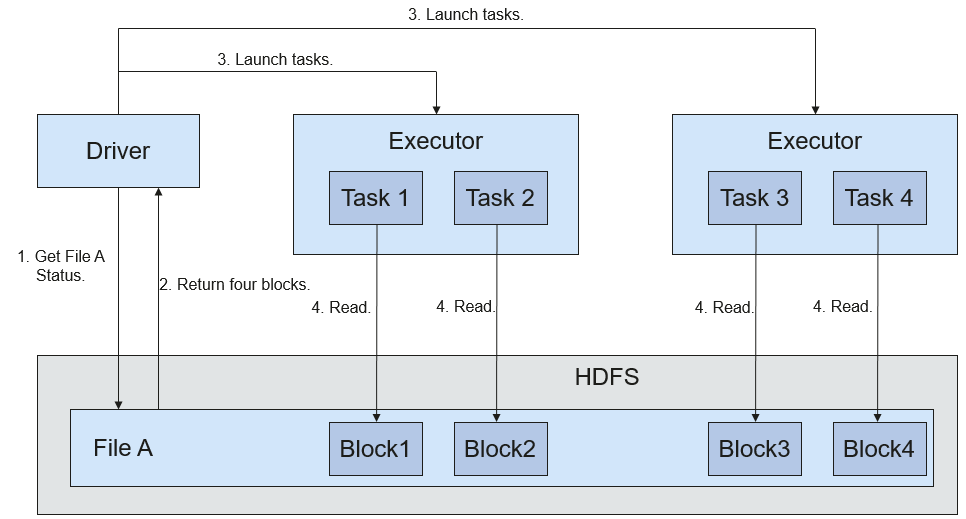 3. Launch tasks.
3. Launch tasks.
Driver
Executor
Task 1
Task 2
Executor
Task 3
Task 4
1. Get File A
Status.
2. Return four blocks.
4. Read.
4. Read.
4. Read.
4. Read.
HDFS
File A
Block1
Block2
Block3
Block4